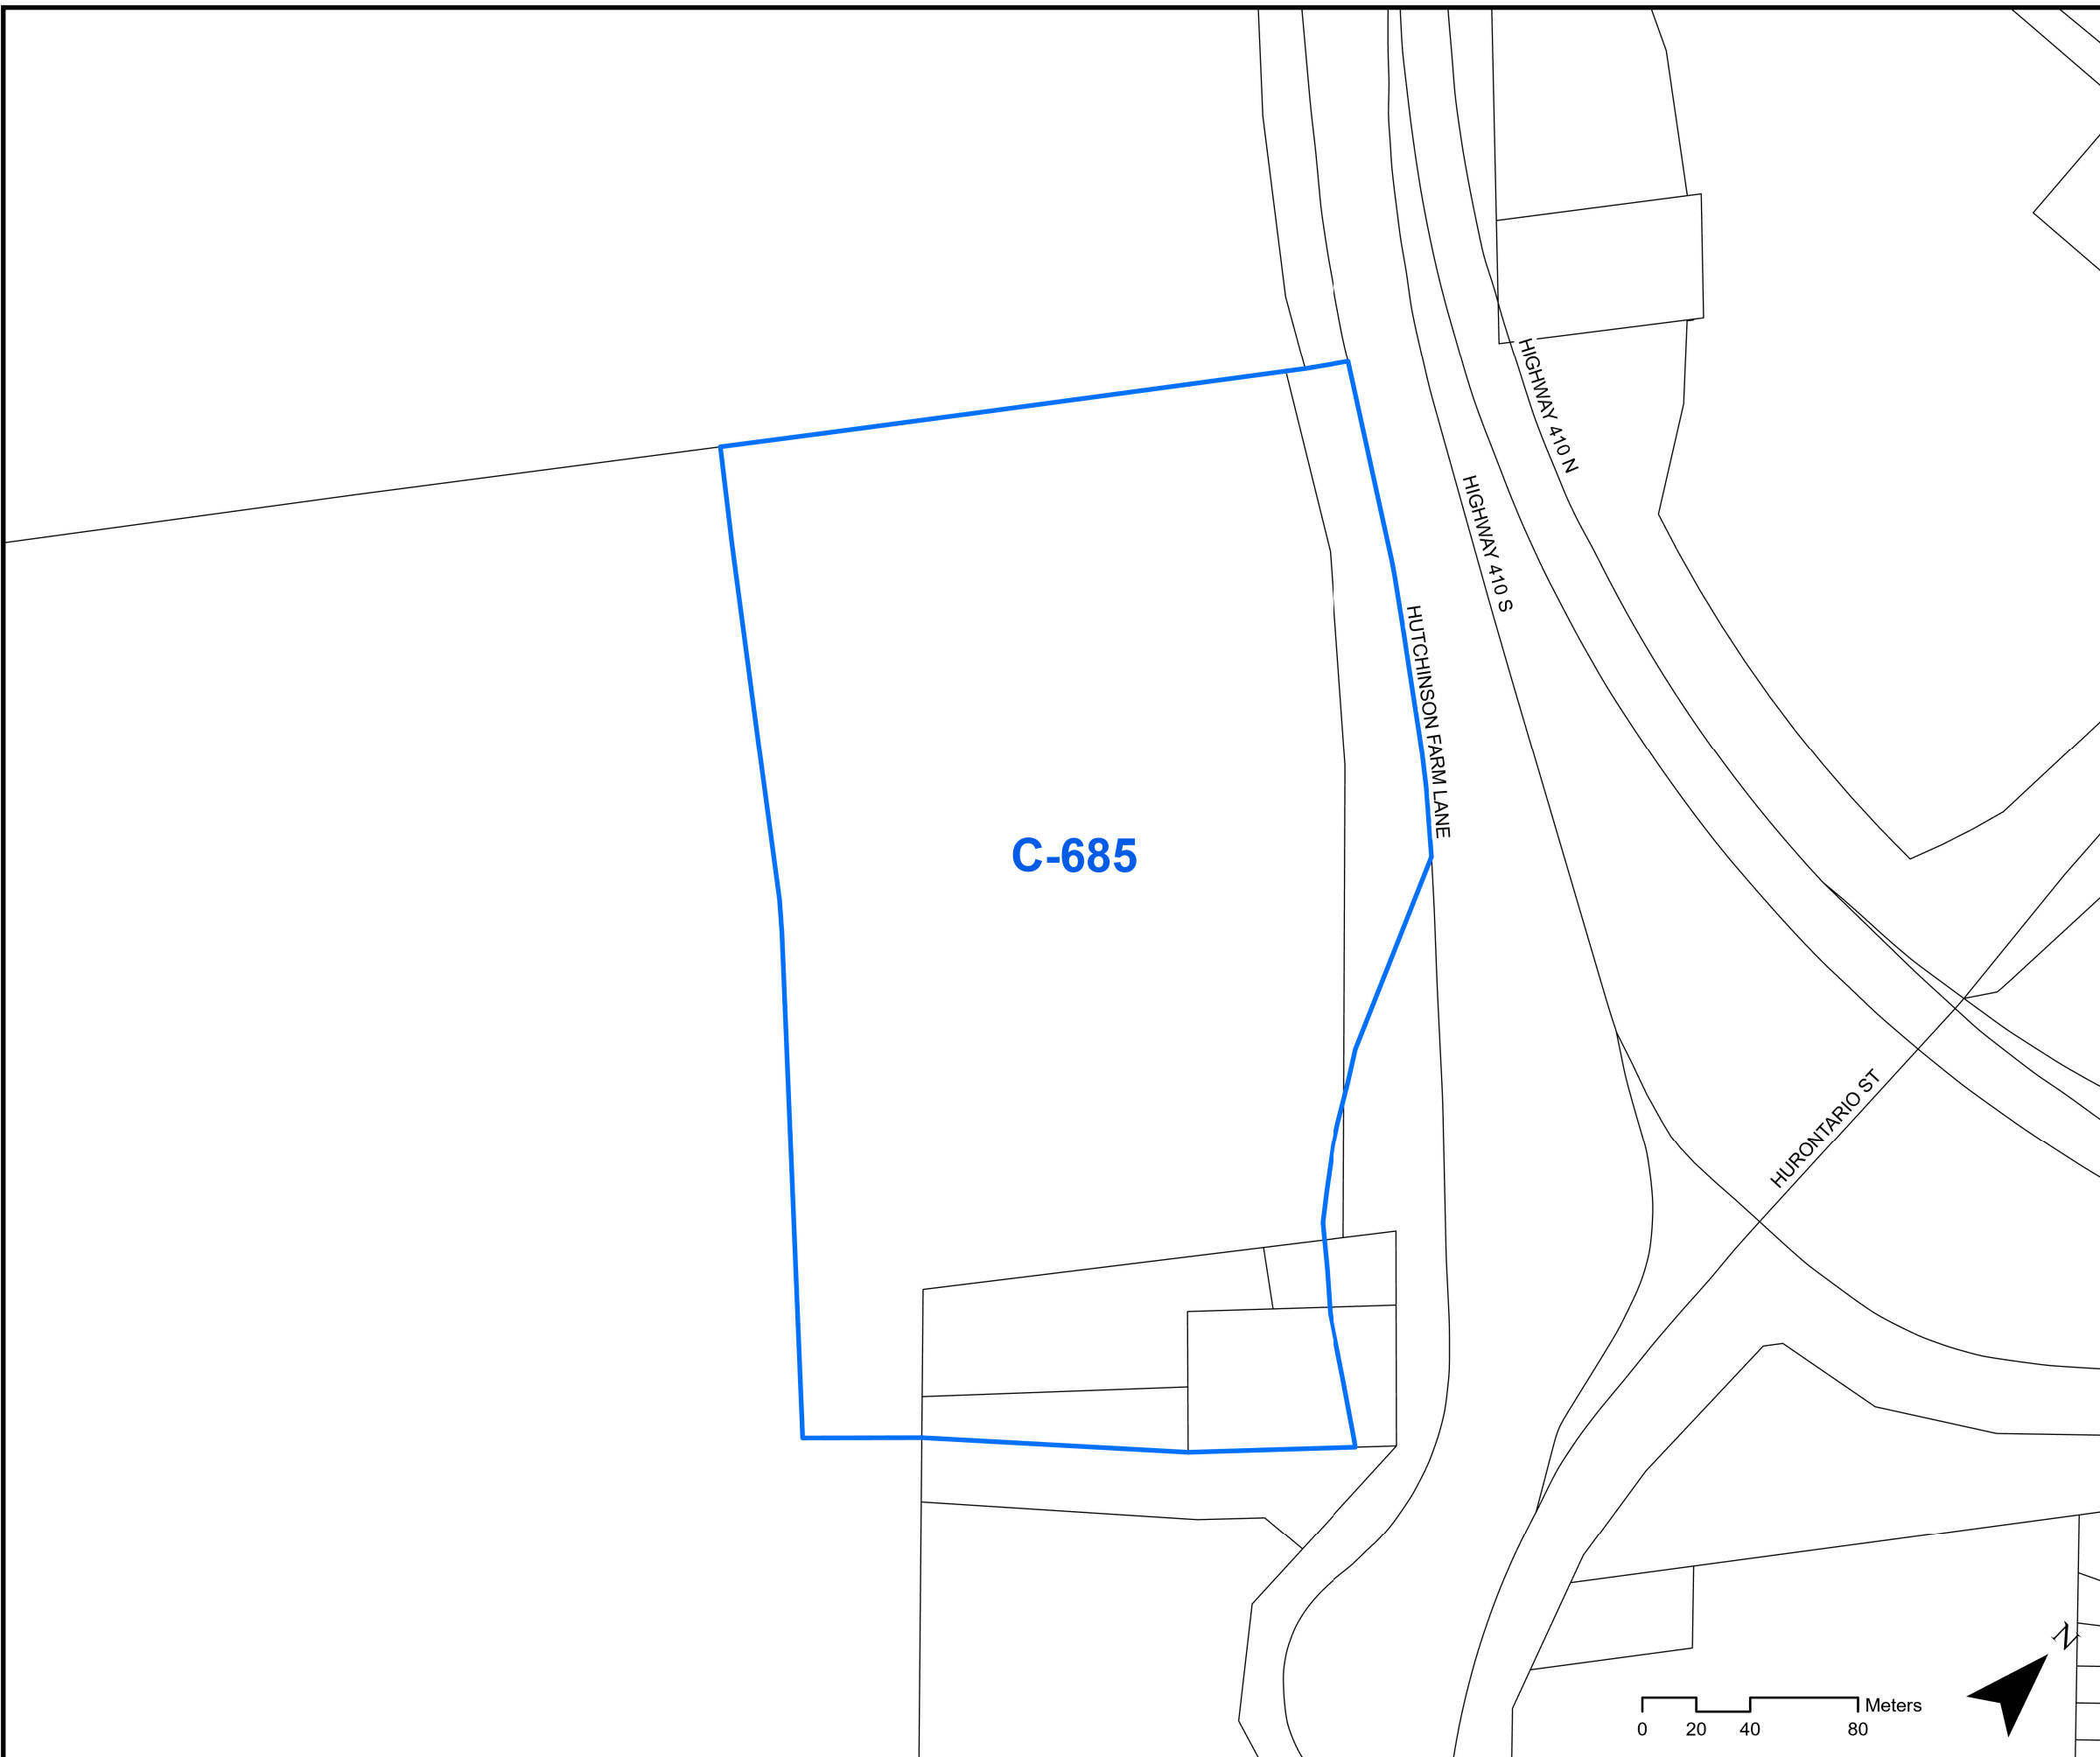 HIGHWAY 410 N
HIGHWAY 410 S
HUTCHINSON FARM LANE
C-685
HURONTARIO ST
N
Meters
0 20 40 80